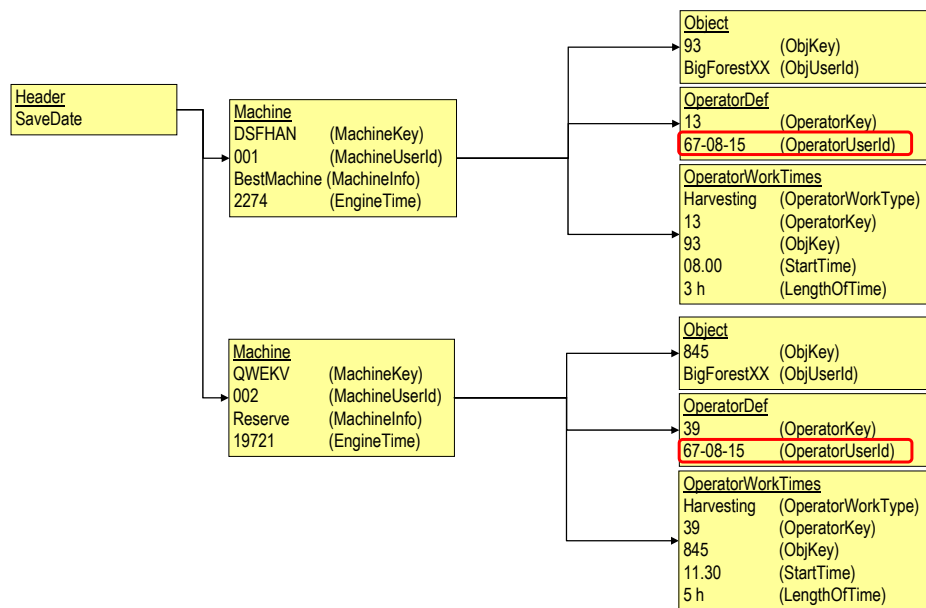 Header
SaveDate
Machine
DSFHAN (MachineKey)
001 (MachineUserId)
BestMachine (MachineInfo)
2274 (EngineTime)
Object
93 (ObjKey)
BigForestXX (ObjUserId)
OperatorDef
13 (OperatorKey)
67-08-15 (OperatorUserId)
OperatorWorkTimes
Harvesting (OperatorWorkType)
13 (OperatorKey)
93 (ObjKey)
08.00 (StartTime)
3 h (LengthOfTime)
Machine
QWEKV (MachineKey)
002 (MachineUserId)
Reserve (MachineInfo)
19721 (EngineTime)
Object
845 (ObjKey)
BigForestXX (ObjUserId)
OperatorDef
39 (OperatorKey)
67-08-15 (OperatorUserId)
OperatorWorkTimes
Harvesting (OperatorWorkType)
39 (OperatorKey)
845 (ObjKey)
11.30 (StartTime)
5 h (LengthOfTime)